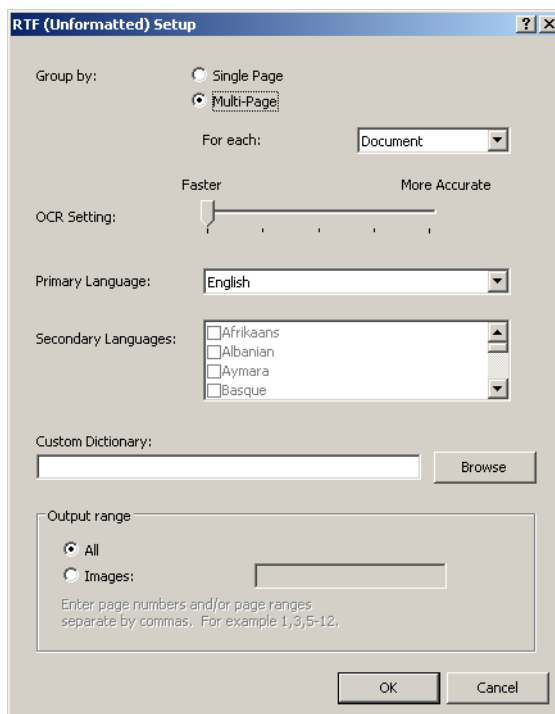 RTF (Unformatted) Setup
Group by:
Single Page
Multi-Page
For each:
Document
Faster
More Accurate
OCR Setting:
Primary Language:
English
Secondary Languages:
Afrikaans
Albanian
Aymara
Basque
Custom Dictionary:
Browse
Output range
All
Images:
Enter page numbers and/or page ranges
separate by commas. For example 1,3,5-12.
OK
Cancel